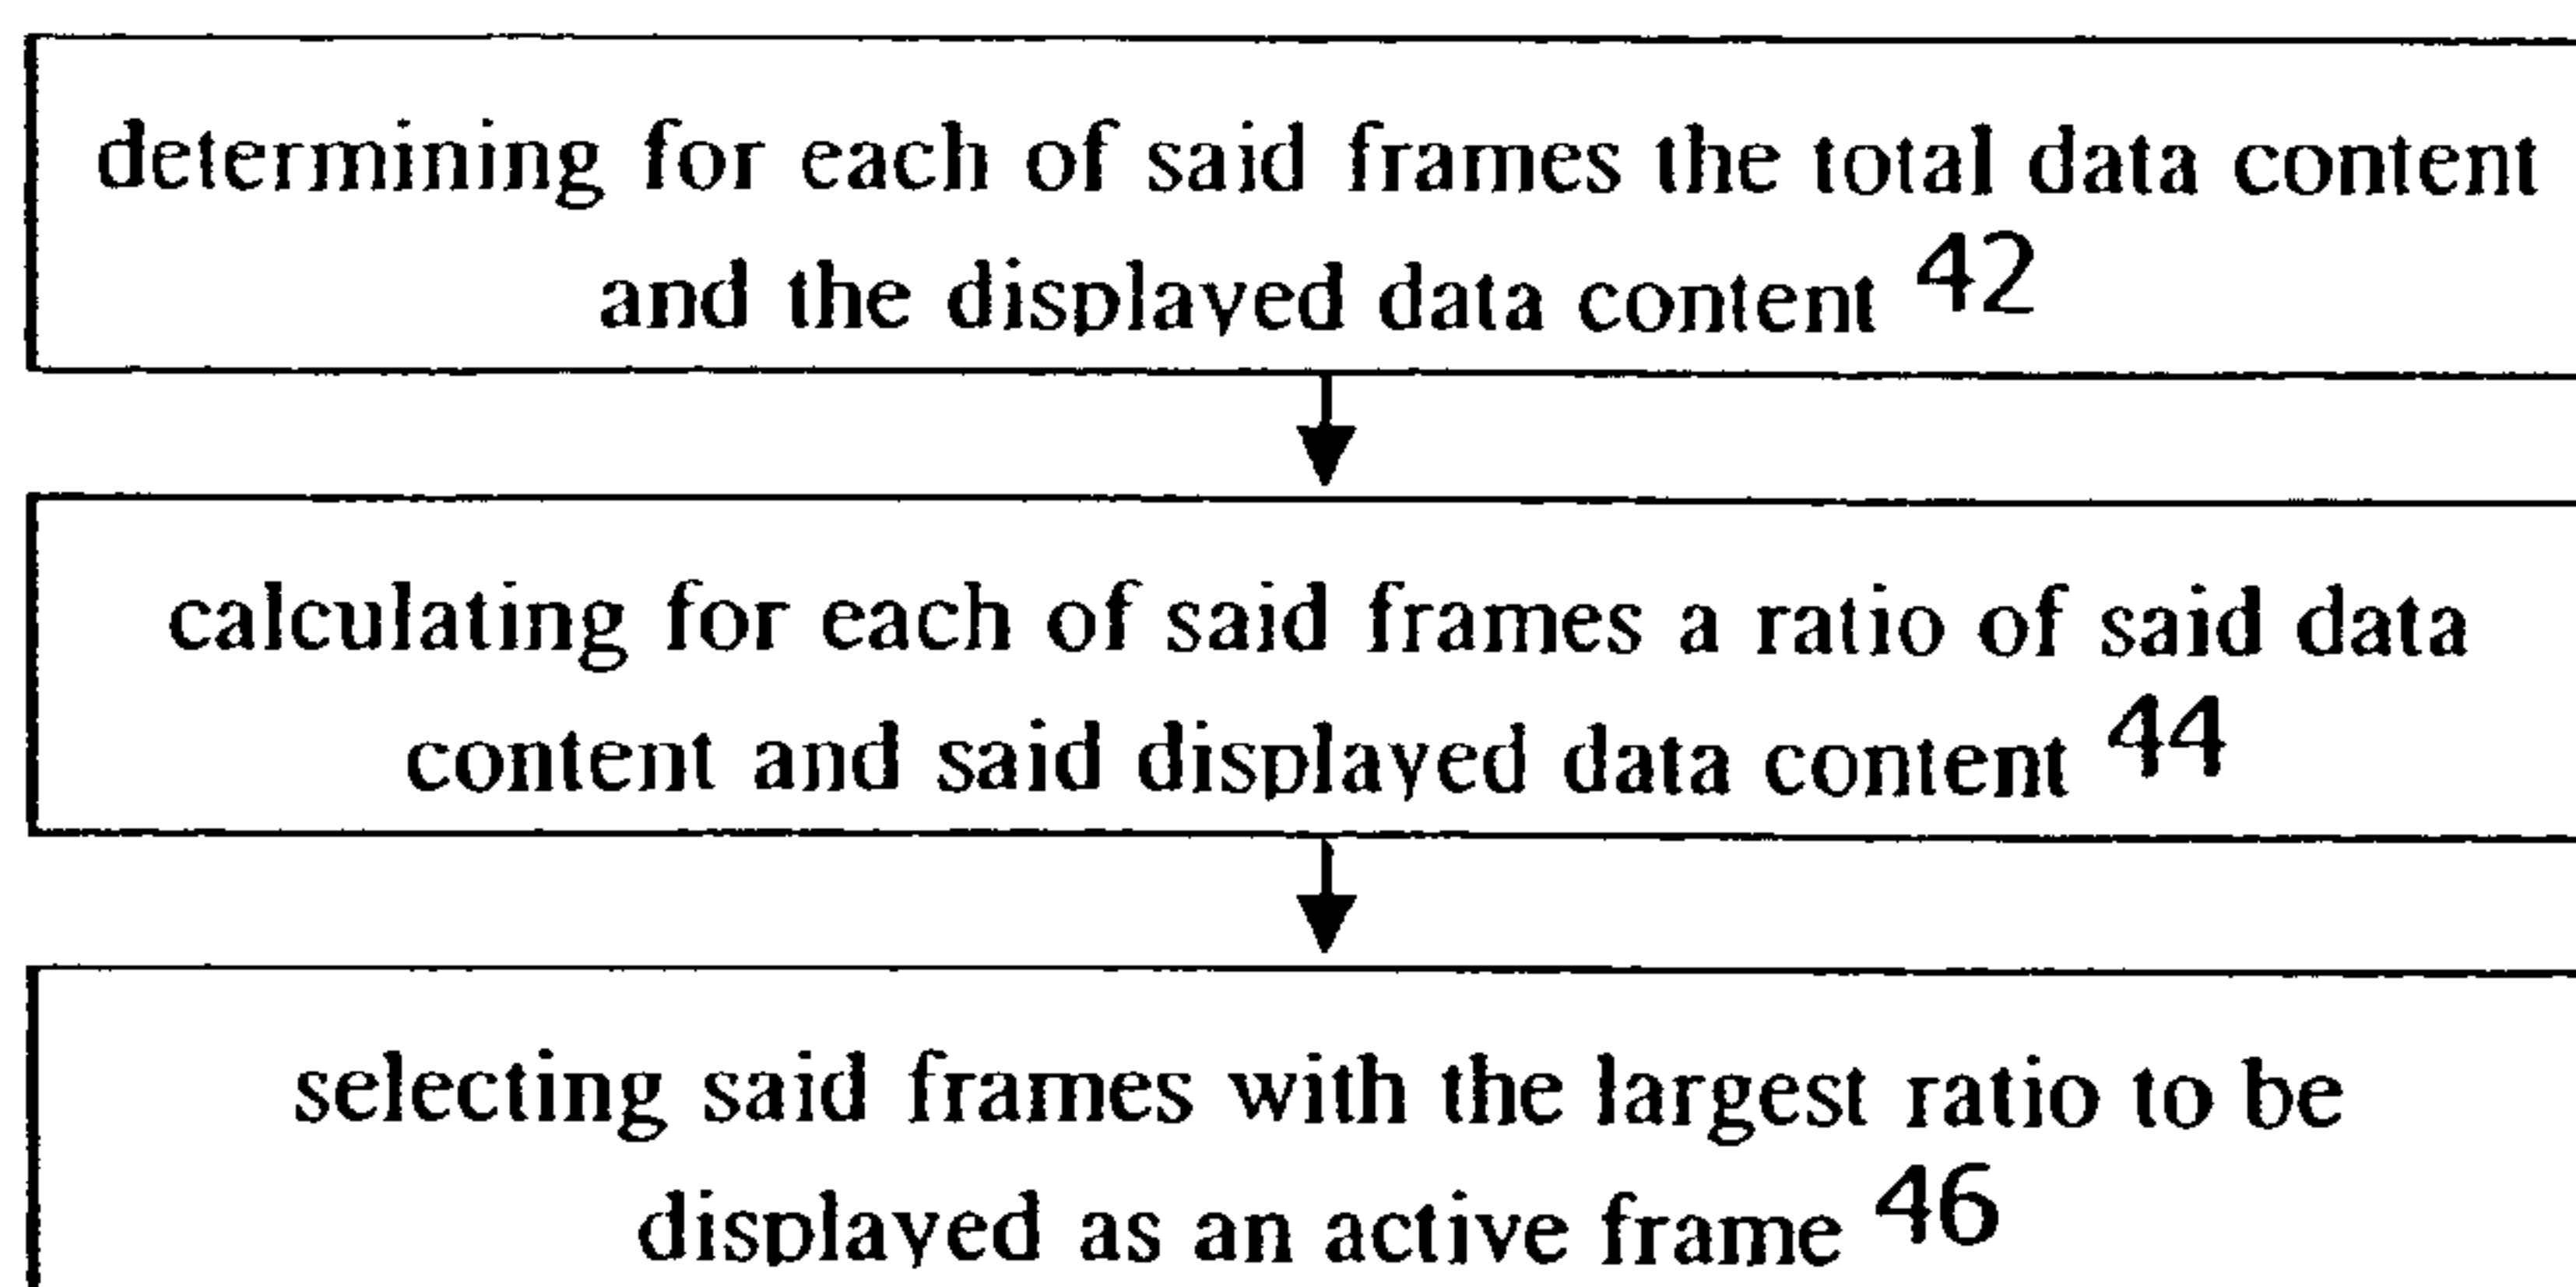 determining for each of said frames the total data content
and the displayed data content 42
calculating for each of said frames a ratio of said data
content and said displayed data content 44
selecting said frames with the largest ratio to be
displayed as an active frame 46